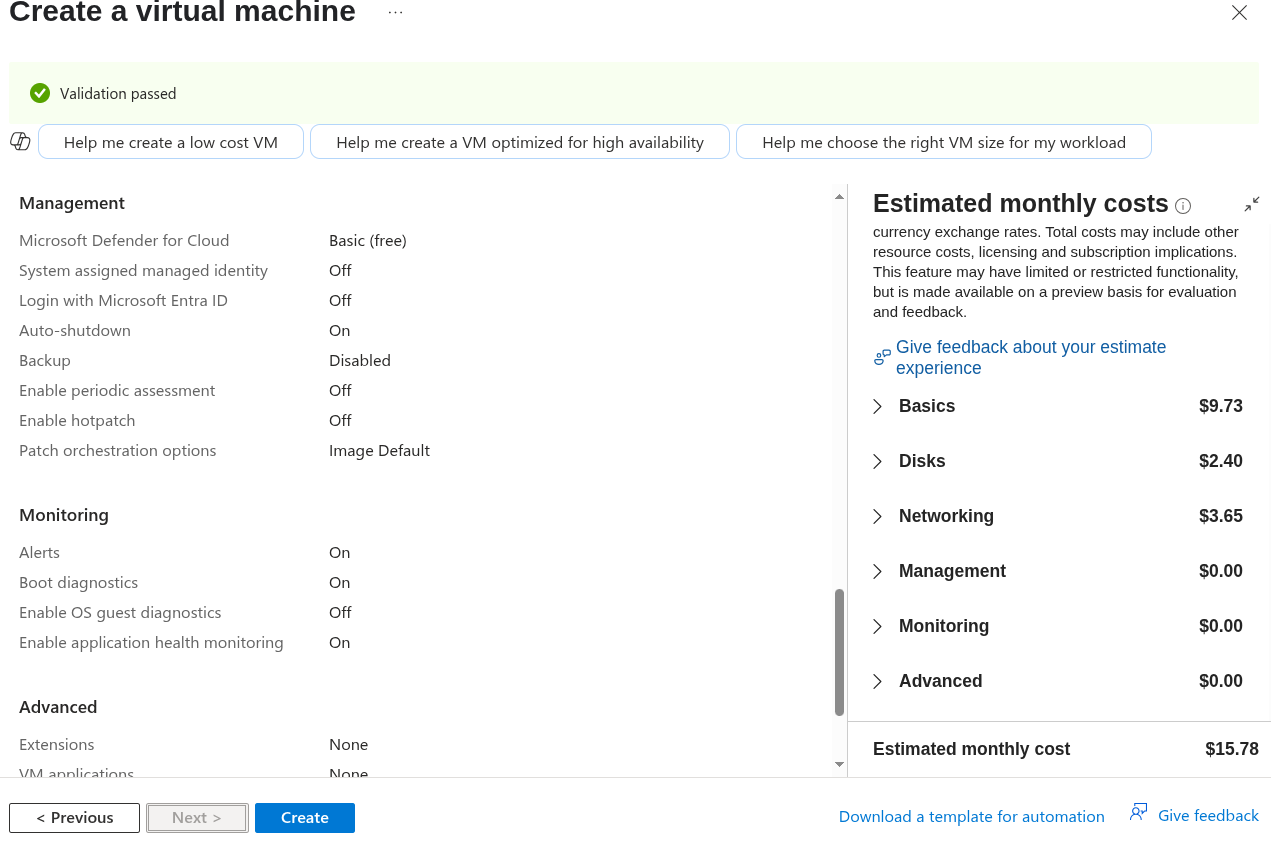 Create a virtual machine ...
Validation passed
Help me create a low cost VM
Help me create a VM optimized for high availability
Help me choose the right VM size for my workload
Management
Microsoft Defender for Cloud Basic (free)
System assigned managed identity Off
Login with Microsoft Entra ID Off
Auto-shutdown On
Backup Disabled
Enable periodic assessment Off
Enable hotpatch Off
Patch orchestration options Image Default
Monitoring
Alerts On
Boot diagnostics On
Enable OS guest diagnostics Off
Enable application health monitoring On
Advanced
Extensions None
VM applications None
Estimated monthly costs
currency exchange rates. Total costs may include other
resource costs, licensing and subscription implications.
This feature may have limited or restricted functionality,
but is made available on a preview basis for evaluation
and feedback.
Give feedback about your estimate
experience
Basics $9.73
Disks $2.40
Networking $3.65
Management $0.00
Monitoring $0.00
Advanced $0.00
Estimated monthly cost $15.78
< Previous
Next >
Create
Download a template for automation
Give feedback